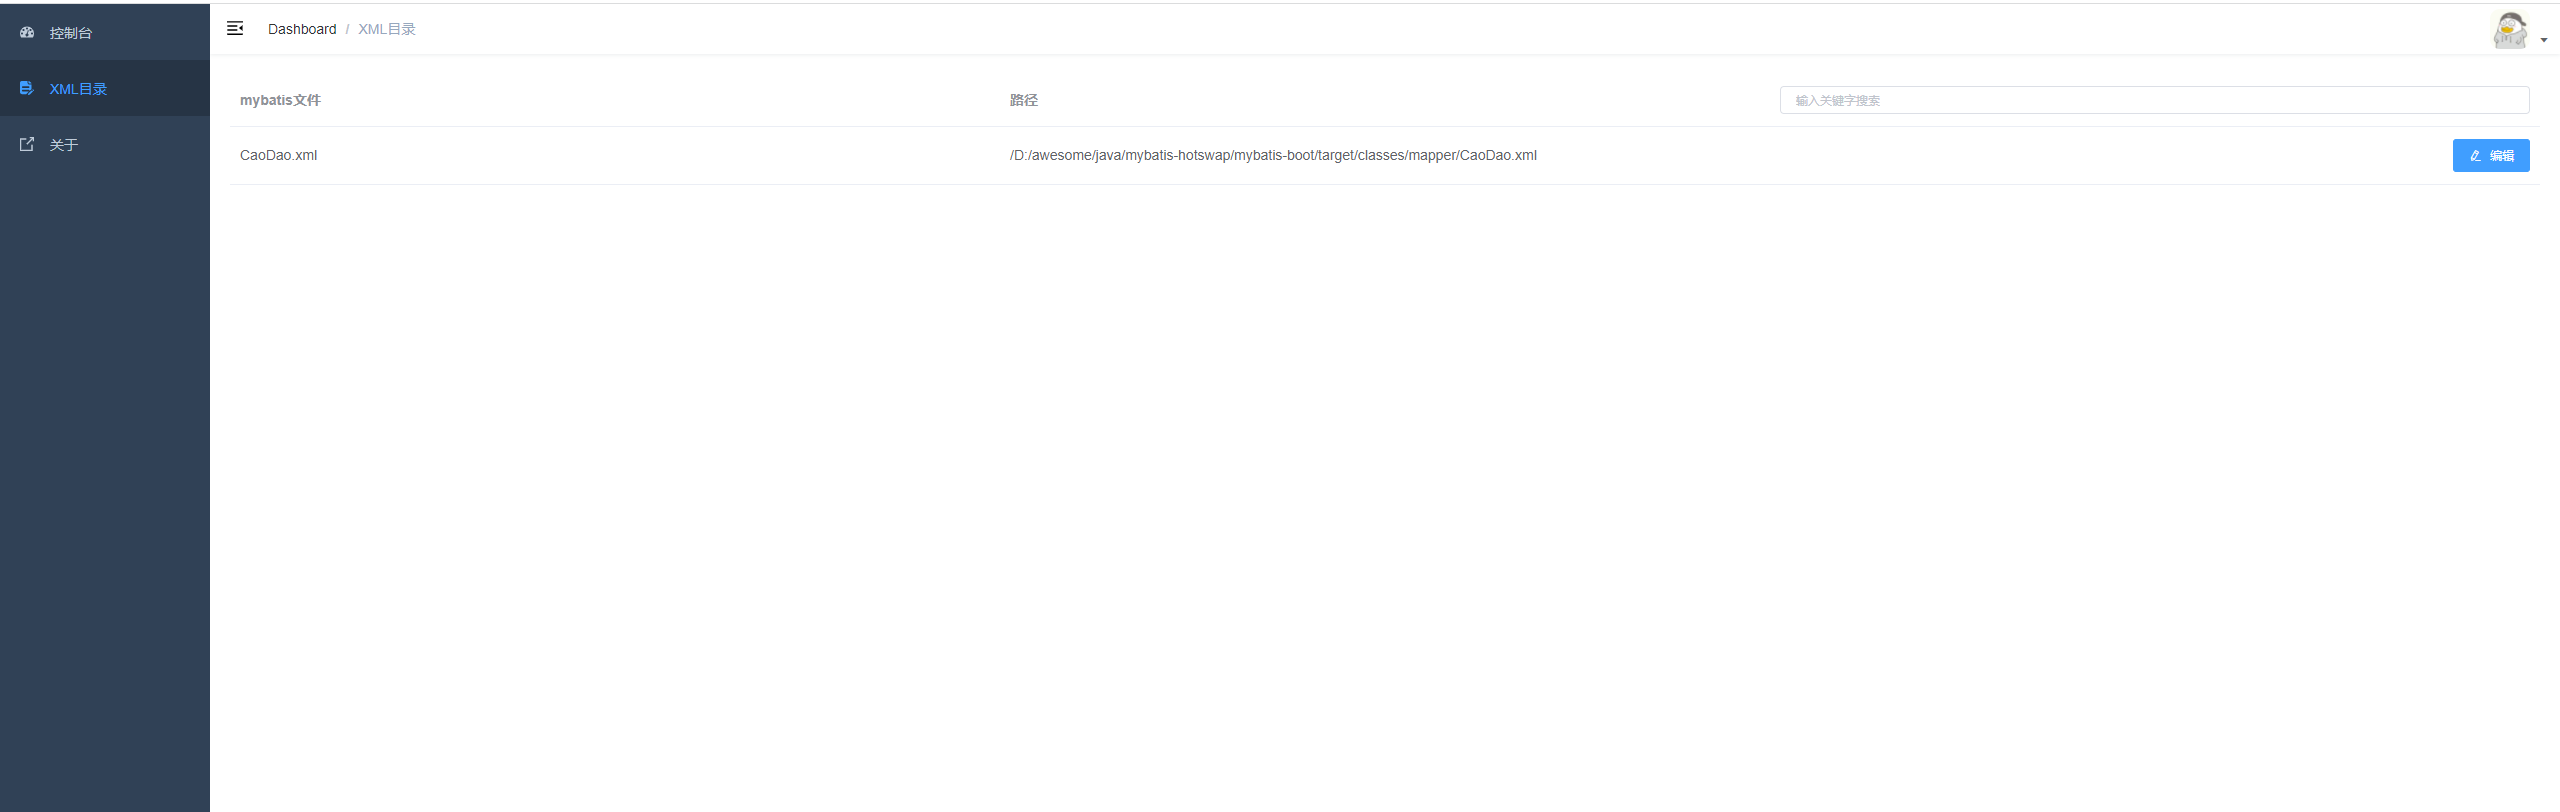 控制台
XML目录
关于
Dashboard / XML目录
mybatis文件 路径 输入关键字搜索
CaoDao.xml /D:/awesome/java/mybatis-hotswap/mybatis-boot/target/classes/mapper/CaoDao.xml 编辑